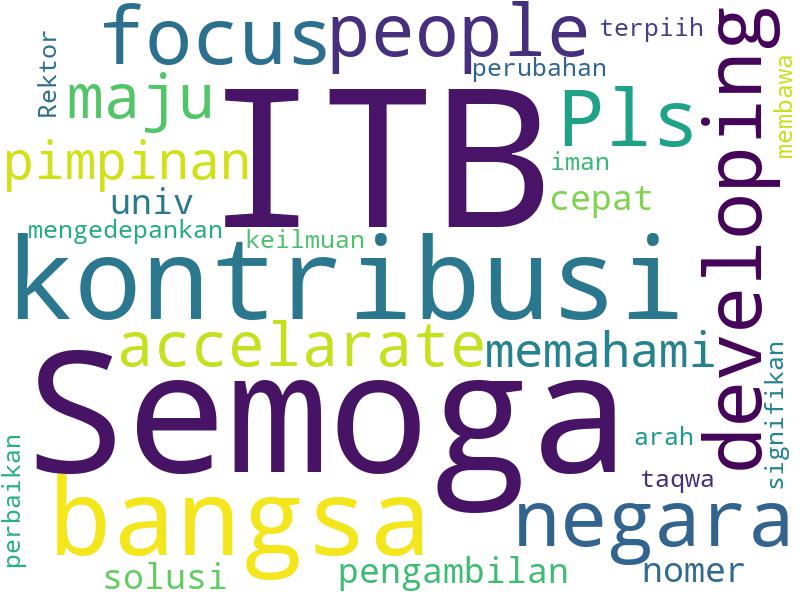 focus
people
terpiih
Rektor
perubahan
developing
membawa
maju
ITB
Pls
pimpinan
iman
univ
cepat
mengedepankan
keilmuan
kontribusi
accelarate
memahami
signifikan
Semoga
arah
taqwa
perbaikan
bangsa
negara
solusi
pengambilan
nomer